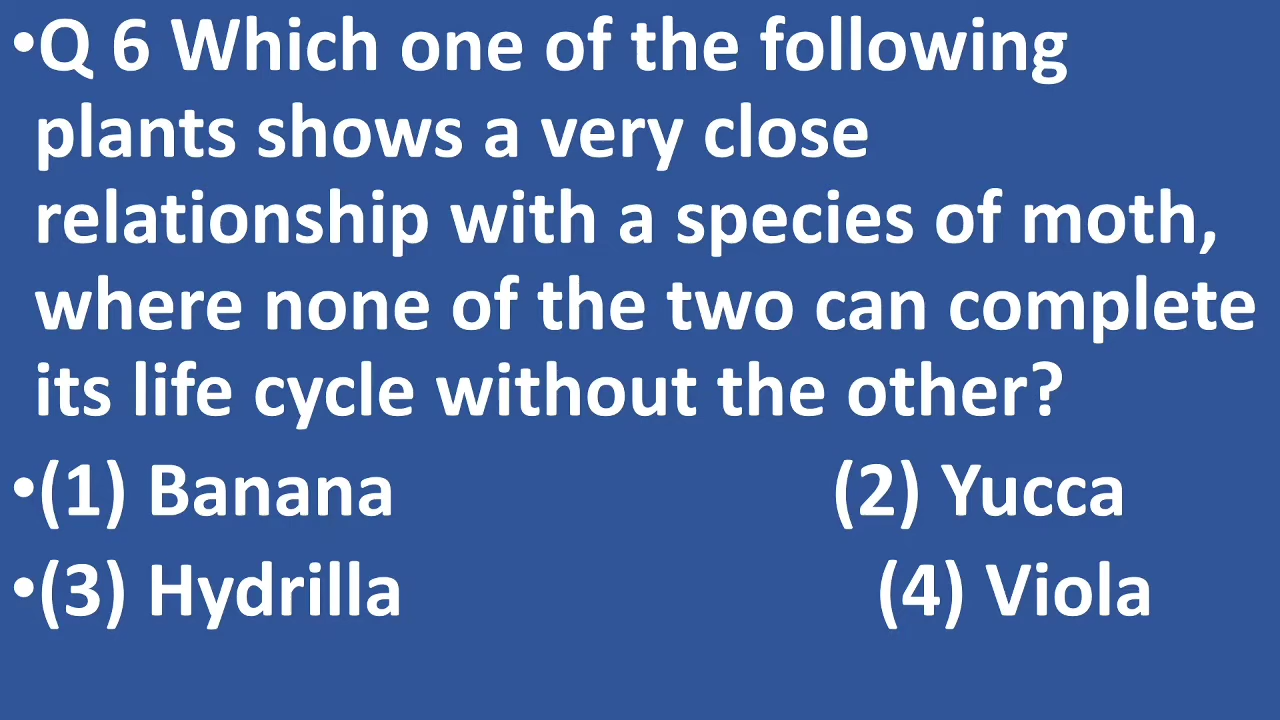 •Q 6 Which one of the following
plants shows a very close
relationship with a species of moth,
where none of the two can complete
its life cycle without the other?
•(1) Banana (2) Yucca
•(3) Hydrilla (4) Viola